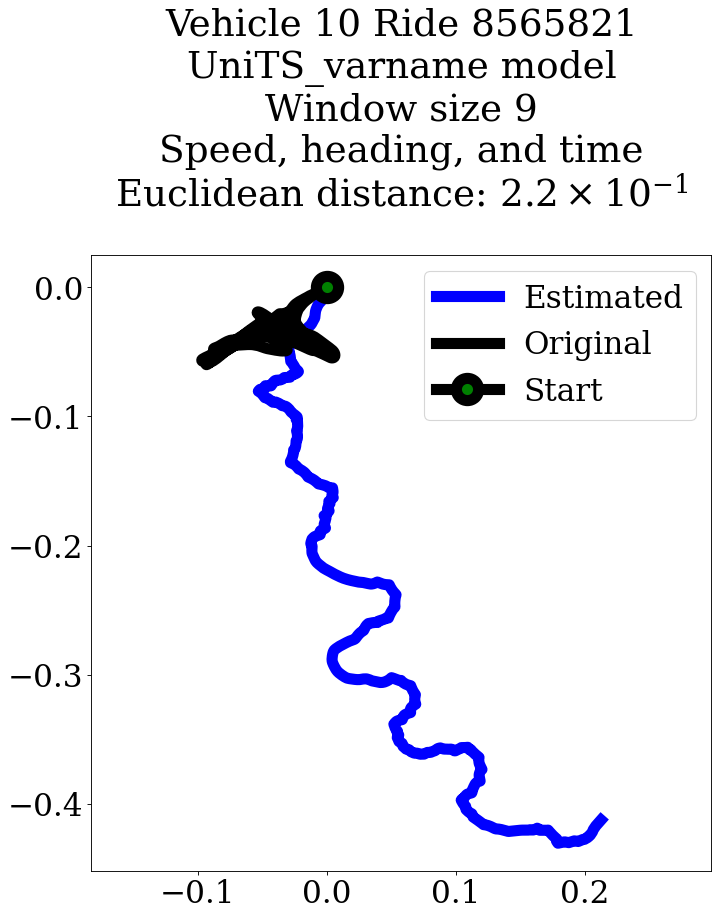 Vehicle 10 Ride 8565821
UniTS_varname model
Window size 9
Speed, heading, and time
Euclidean distance: 2.2 × 10⁻¹
Estimated
Original
Start
0.0
−0.1
−0.2
−0.3
−0.4
−0.1 0.0 0.1 0.2